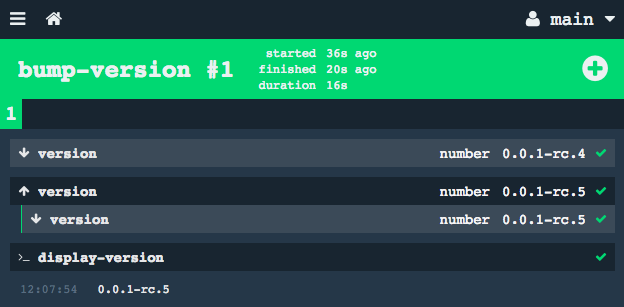 main
bump-version #1
started 36s ago
finished 20s ago
duration 16s
1
version number 0.0.1-rc.4
version number 0.0.1-rc.5
version number 0.0.1-rc.5
>_ display-version
12:07:54 0.0.1-rc.5